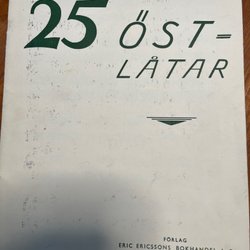 25 ÖST-
LÅTAR
FÖRLAG
ERIC ERICSSONS BOKHANDEL